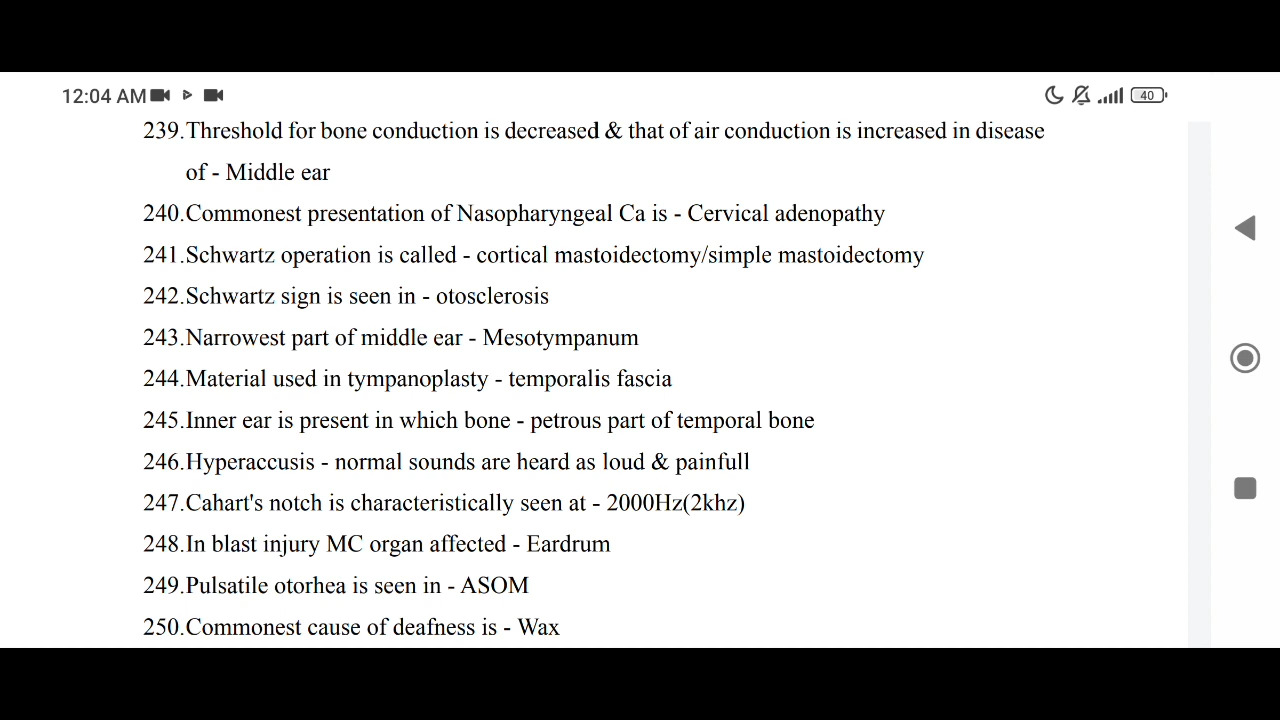 12:04 AM
40
239.Threshold for bone conduction is decreased & that of air conduction is increased in disease
of - Middle ear
240.Commonest presentation of Nasopharyngeal Ca is - Cervical adenopathy
241.Schwartz operation is called - cortical mastoidectomy/simple mastoidectomy
242.Schwartz sign is seen in - otosclerosis
243.Narrowest part of middle ear - Mesotympanum
244.Material used in tympanoplasty - temporalis fascia
245.Inner ear is present in which bone - petrous part of temporal bone
246.Hyperaccusis - normal sounds are heard as loud & painfull
247.Cahart's notch is characteristically seen at - 2000Hz(2khz)
248.In blast injury MC organ affected - Eardrum
249.Pulsatile otorhea is seen in - ASOM
250.Commonest cause of deafness is - Wax